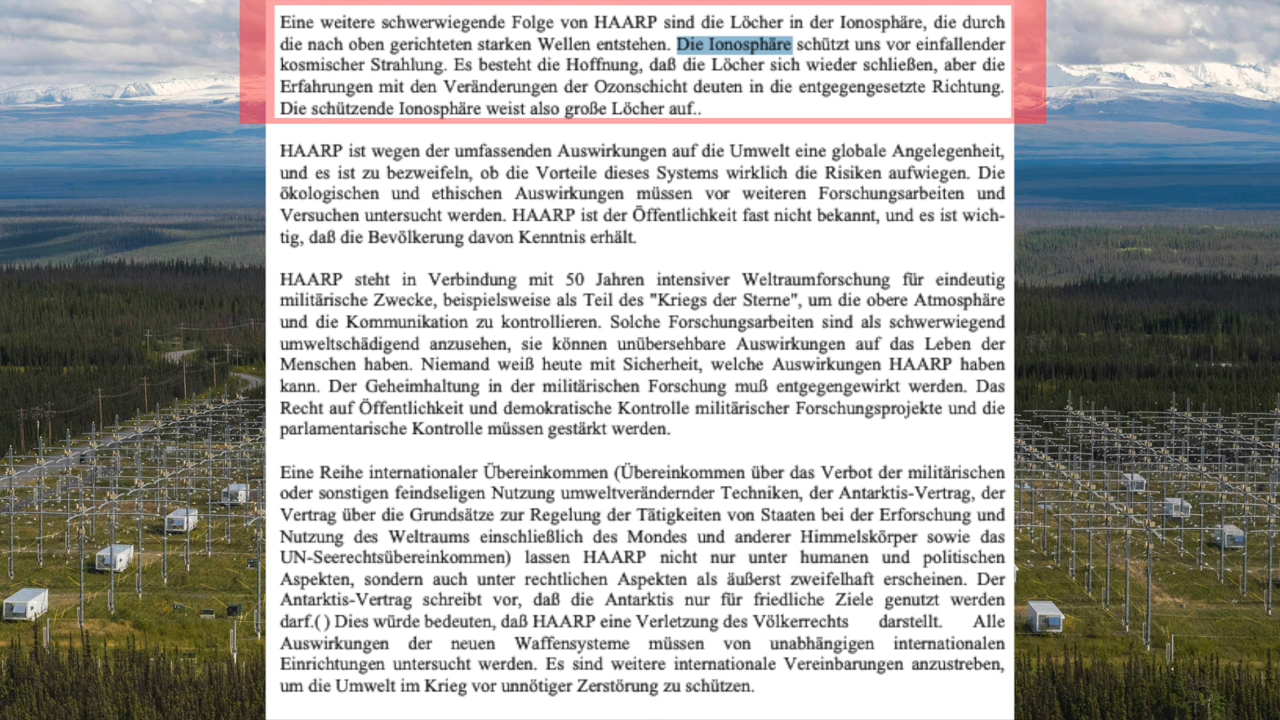 Eine weitere schwerwiegende Folge von HAARP sind die Löcher in der Ionosphäre, die durch
die nach oben gerichteten starken Wellen entstehen. Die Ionosphäre schützt uns vor einfallender
kosmischer Strahlung. Es besteht die Hoffnung, daß die Löcher sich wieder schließen, aber die
Erfahrungen mit den Veränderungen der Ozonschicht deuten in die entgegengesetzte Richtung.
Die schützende Ionosphäre weist also große Löcher auf..
HAARP ist wegen der umfassenden Auswirkungen auf die Umwelt eine globale Angelegenheit,
und es ist zu bezweifeln, ob die Vorteile dieses Systems wirklich die Risiken aufwiegen. Die
ökologischen und ethischen Auswirkungen müssen vor weiteren Forschungsarbeiten und
Versuchen untersucht werden. HAARP ist der Öffentlichkeit fast nicht bekannt, und es ist wich-
tig, daß die Bevölkerung davon Kenntnis erhält.
HAARP steht in Verbindung mit 50 Jahren intensiver Weltraumforschung für eindeutig
militärische Zwecke, beispielsweise als Teil des "Kriegs der Sterne", um die obere Atmosphäre
und die Kommunikation zu kontrollieren. Solche Forschungsarbeiten sind als schwerwiegend
umweltschädigend anzusehen, sie können unübersehbare Auswirkungen auf das Leben der
Menschen haben. Niemand weiß heute mit Sicherheit, welche Auswirkungen HAARP haben
kann. Der Geheimhaltung in der militärischen Forschung muß entgegengewirkt werden. Das
Recht auf Öffentlichkeit und demokratische Kontrolle militärischer Forschungsprojekte und die
parlamentarische Kontrolle müssen gestärkt werden.
Eine Reihe internationaler Übereinkommen (Übereinkommen über das Verbot der militärischen
oder sonstigen feindseligen Nutzung umweltverändernder Techniken, der Antarktis-Vertrag, der
Vertrag über die Grundsätze zur Regelung der Tätigkeiten von Staaten bei der Erforschung und
Nutzung des Weltraums einschließlich des Mondes und anderer Himmelskörper sowie das
UN-Seerechtsübereinkommen) lassen HAARP nicht nur unter humanen und politischen
Aspekten, sondern auch unter rechtlichen Aspekten als äußerst zweifelhaft erscheinen. Der
Antarktis-Vertrag schreibt vor, daß die Antarktis nur für friedliche Ziele genutzt werden
darf.( ) Dies würde bedeuten, daß HAARP eine Verletzung des Völkerrechts darstellt. Alle
Auswirkungen der neuen Waffensysteme müssen von unabhängigen internationalen
Einrichtungen untersucht werden. Es sind weitere internationale Vereinbarungen anzustreben,
um die Umwelt im Krieg vor unnötiger Zerstörung zu schützen.